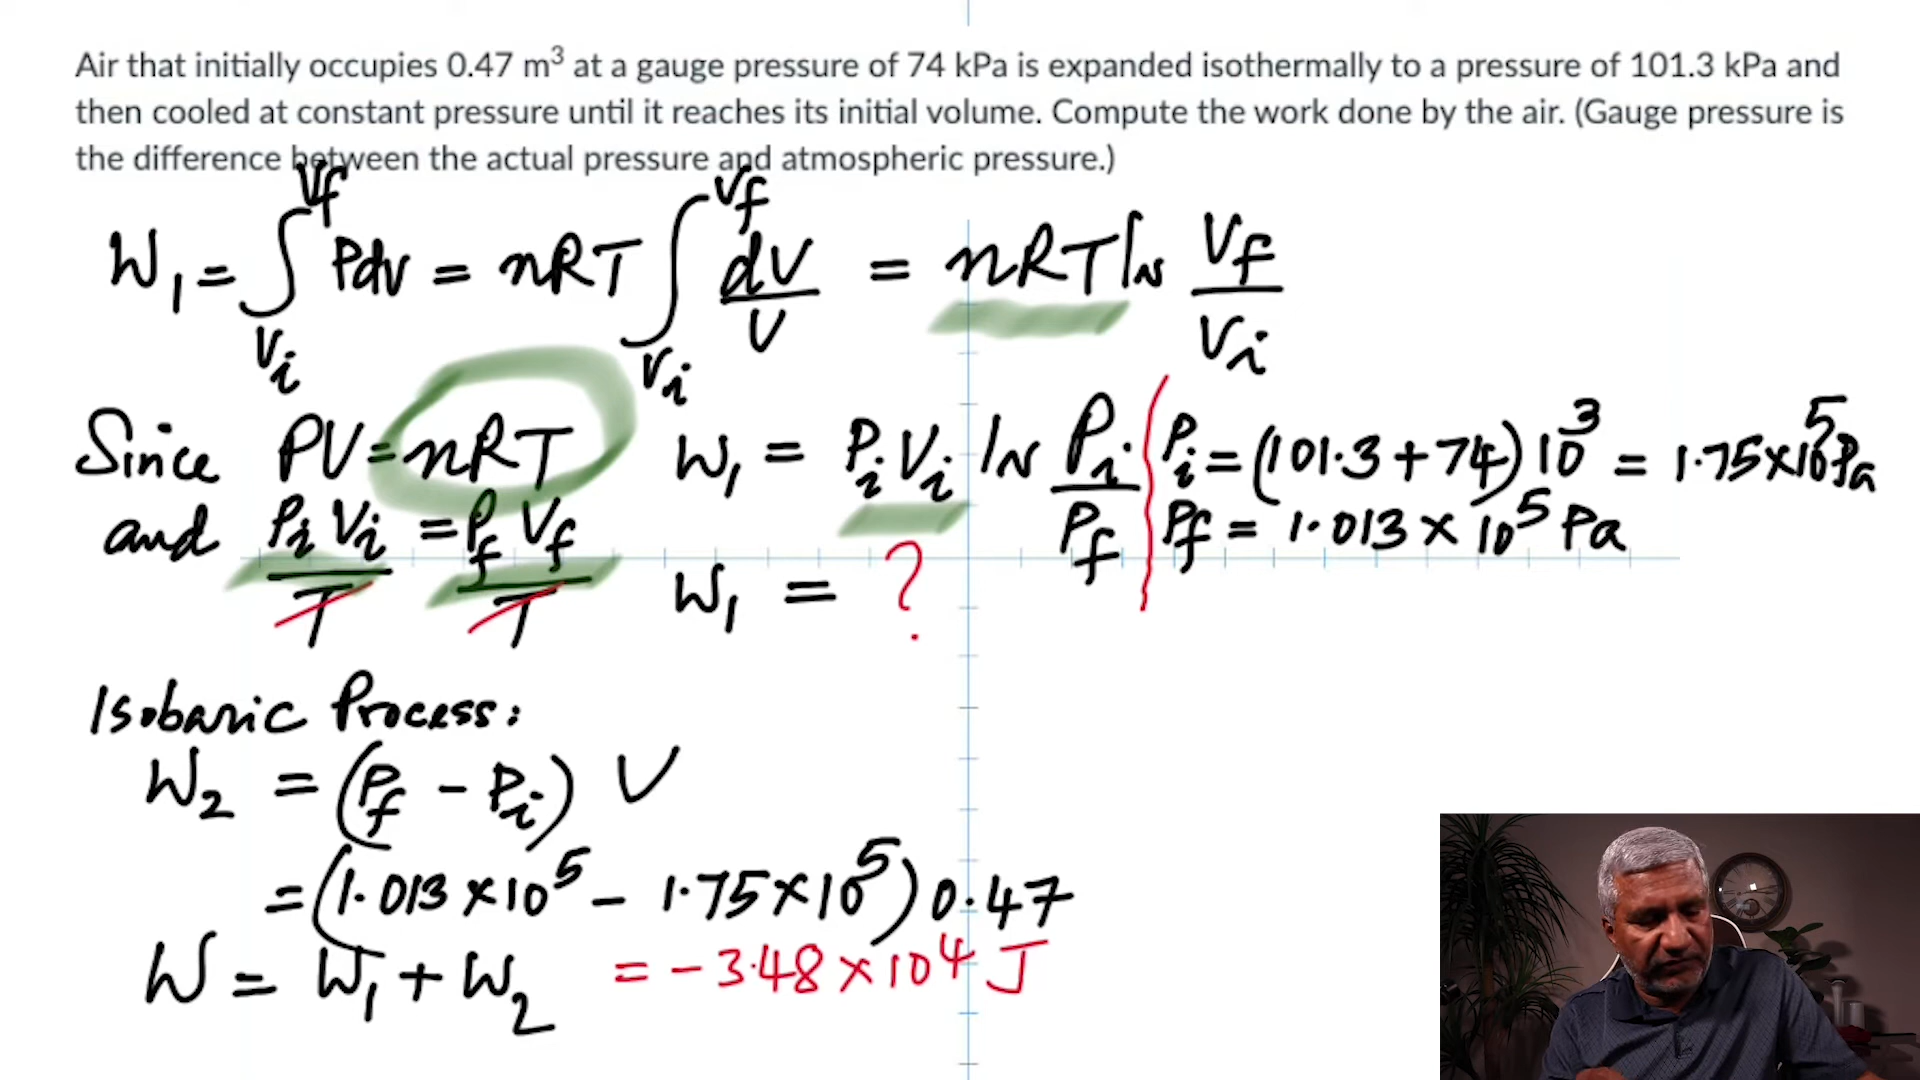 Air that initially occupies 0.47 m³ at a gauge pressure of 74 kPa is expanded isothermally to a pressure of 101.3 kPa and
then cooled at constant pressure until it reaches its initial volume. Compute the work done by the air. (Gauge pressure is
the difference between the actual pressure and atmospheric pressure.)
W₁ = ∫_{Vi}^{Vf} Pdv = nRT ∫_{Vi}^{Vf} dV/V = nRT ln Vf/Vi
Since PV = nRT W₁ = PiVi ln Pi/Pf Pi = (101.3 + 74) 10³ = 1.75 × 10⁵ Pa
and PiVi/T = PfVf/T Pf = 1.013 × 10⁵ Pa
W₁ = ?
Isobaric Process:
W₂ = (Pf - Pi) V
= (1.013 × 10⁵ - 1.75 × 10⁵) 0.47
W = W₁ + W₂ = - 3.48 × 10⁴ J